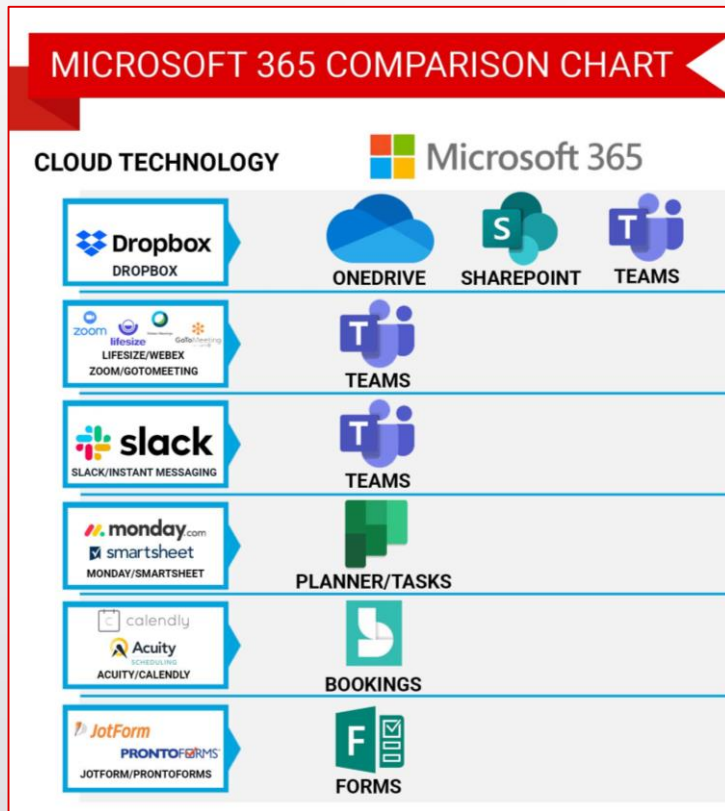 MICROSOFT 365 COMPARISON CHART
CLOUD TECHNOLOGY
Microsoft 365
Dropbox
DROPBOX
ONEDRIVE
S
SHAREPOINT
T
TEAMS
zoom
lifesize
GoToMeeting
LIFESIZE/WEBEX
ZOOM/GOTOMEETING
T
TEAMS
slack
SLACK/INSTANT MESSAGING
T
TEAMS
monday.com
smartsheet
MONDAY/SMARTSHEET
PLANNER/TASKS
C calendly
Acuity
SCHEDULING
ACUITY/CALENDLY
b
BOOKINGS
JotForm
PRONTOFORMS
JOTFORM/PRONTOFORMS
F
FORMS